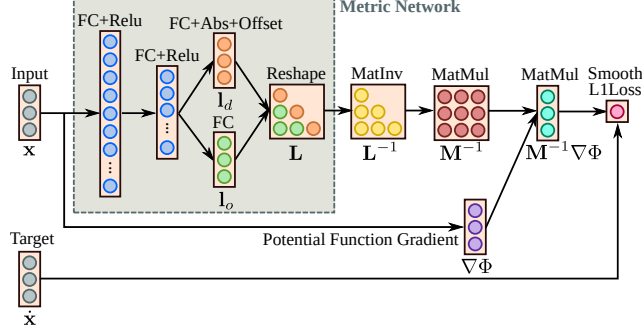 Metric Network
FC+Relu
FC+Abs+Offset
FC+Relu
Input
x
...
...
l_d
FC
l_o
Reshape
L
MatInv
L⁻¹
MatMul
M⁻¹
MatMul
M⁻¹∇Φ
Smooth
L1Loss
Potential Function Gradient
∇Φ
Target
ẋ